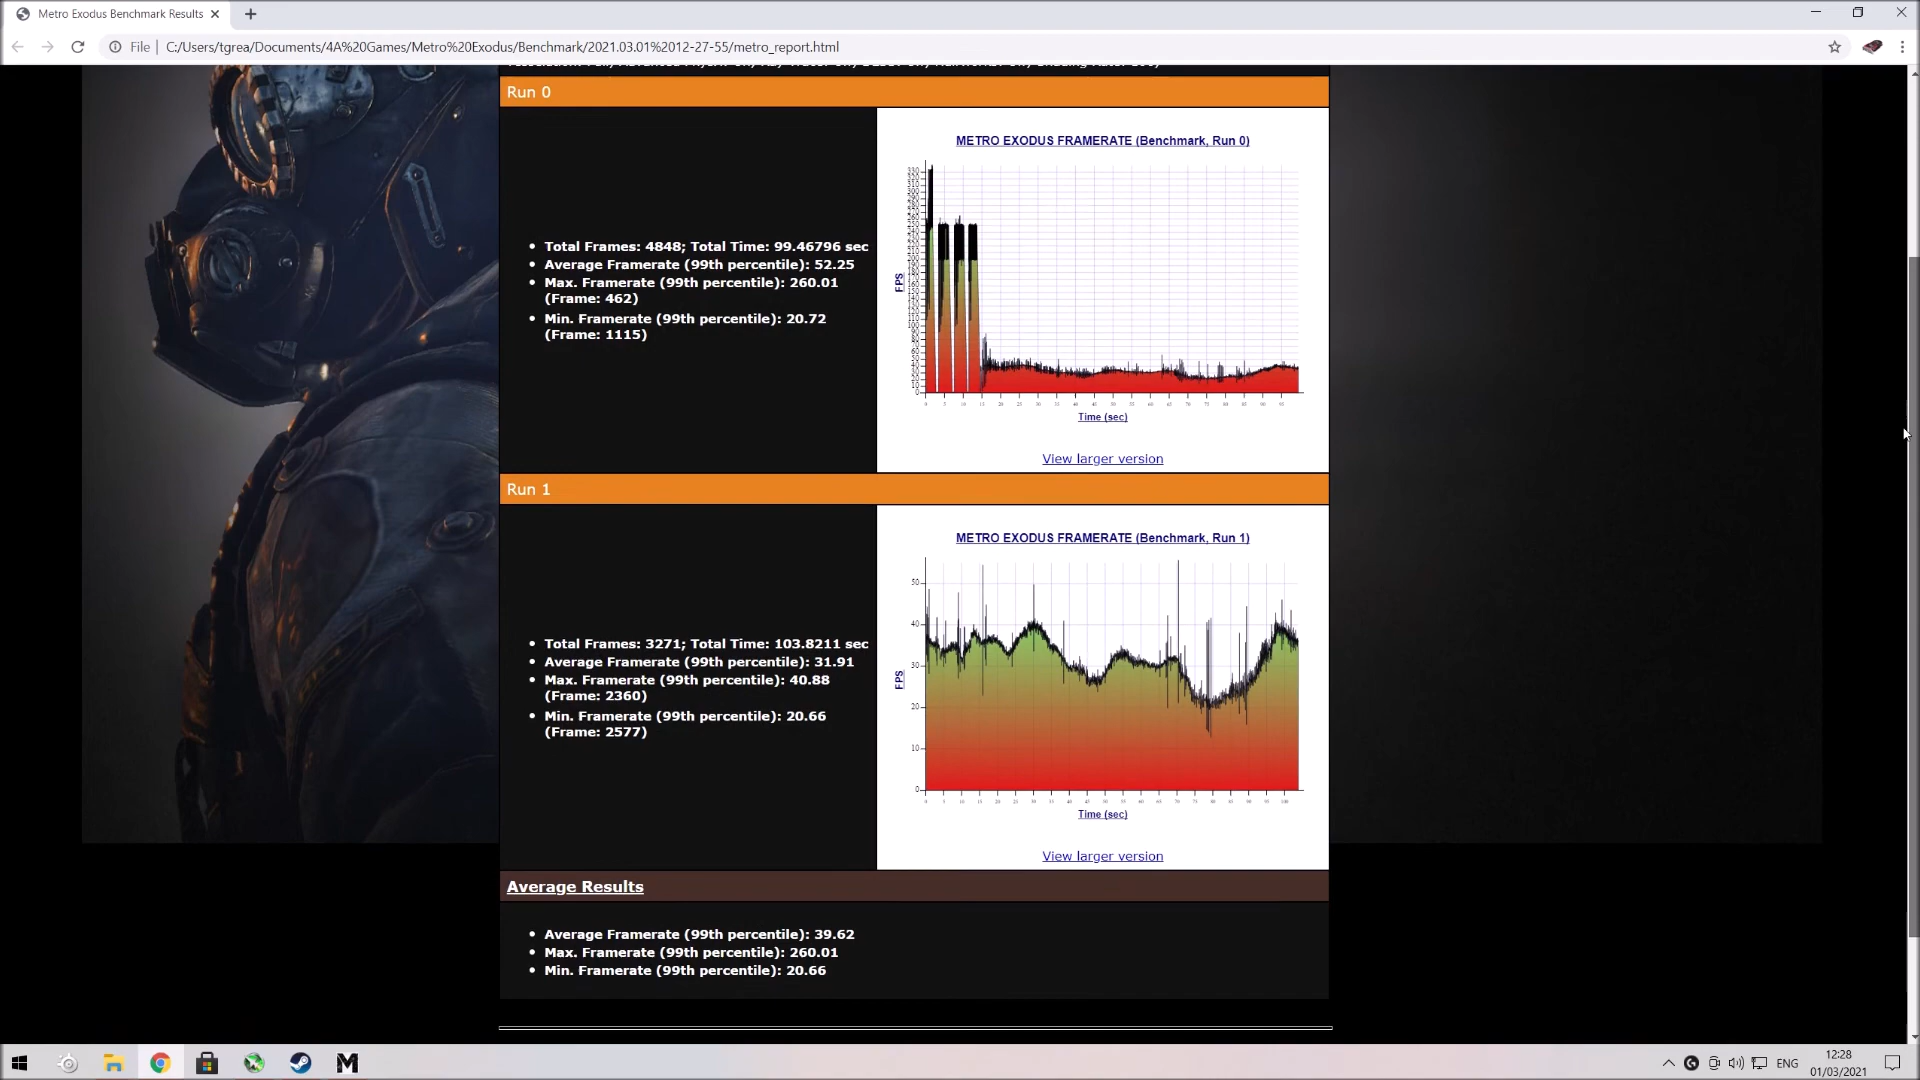 Metro Exodus Benchmark Results
File
C:/Users/tgrea/Documents/4A%20Games/Metro%20Exodus/Benchmark/2021.03.01%2012-27-55/metro_report.html
Run 0
Total Frames: 4848; Total Time: 99.46796 sec
Average Framerate (99th percentile): 52.25
Max. Framerate (99th percentile): 260.01
(Frame: 462)
Min. Framerate (99th percentile): 20.72
(Frame: 1115)
METRO EXODUS FRAMERATE (Benchmark, Run 0)
FPS
Time (sec)
View larger version
Run 1
Total Frames: 3271; Total Time: 103.8211 sec
Average Framerate (99th percentile): 31.91
Max. Framerate (99th percentile): 40.88
(Frame: 2360)
Min. Framerate (99th percentile): 20.66
(Frame: 2577)
METRO EXODUS FRAMERATE (Benchmark, Run 1)
50
40
30
20
10
0
FPS
Time (sec)
View larger version
Average Results
Average Framerate (99th percentile): 39.62
Max. Framerate (99th percentile): 260.01
Min. Framerate (99th percentile): 20.66
ENG
12:28
01/03/2021